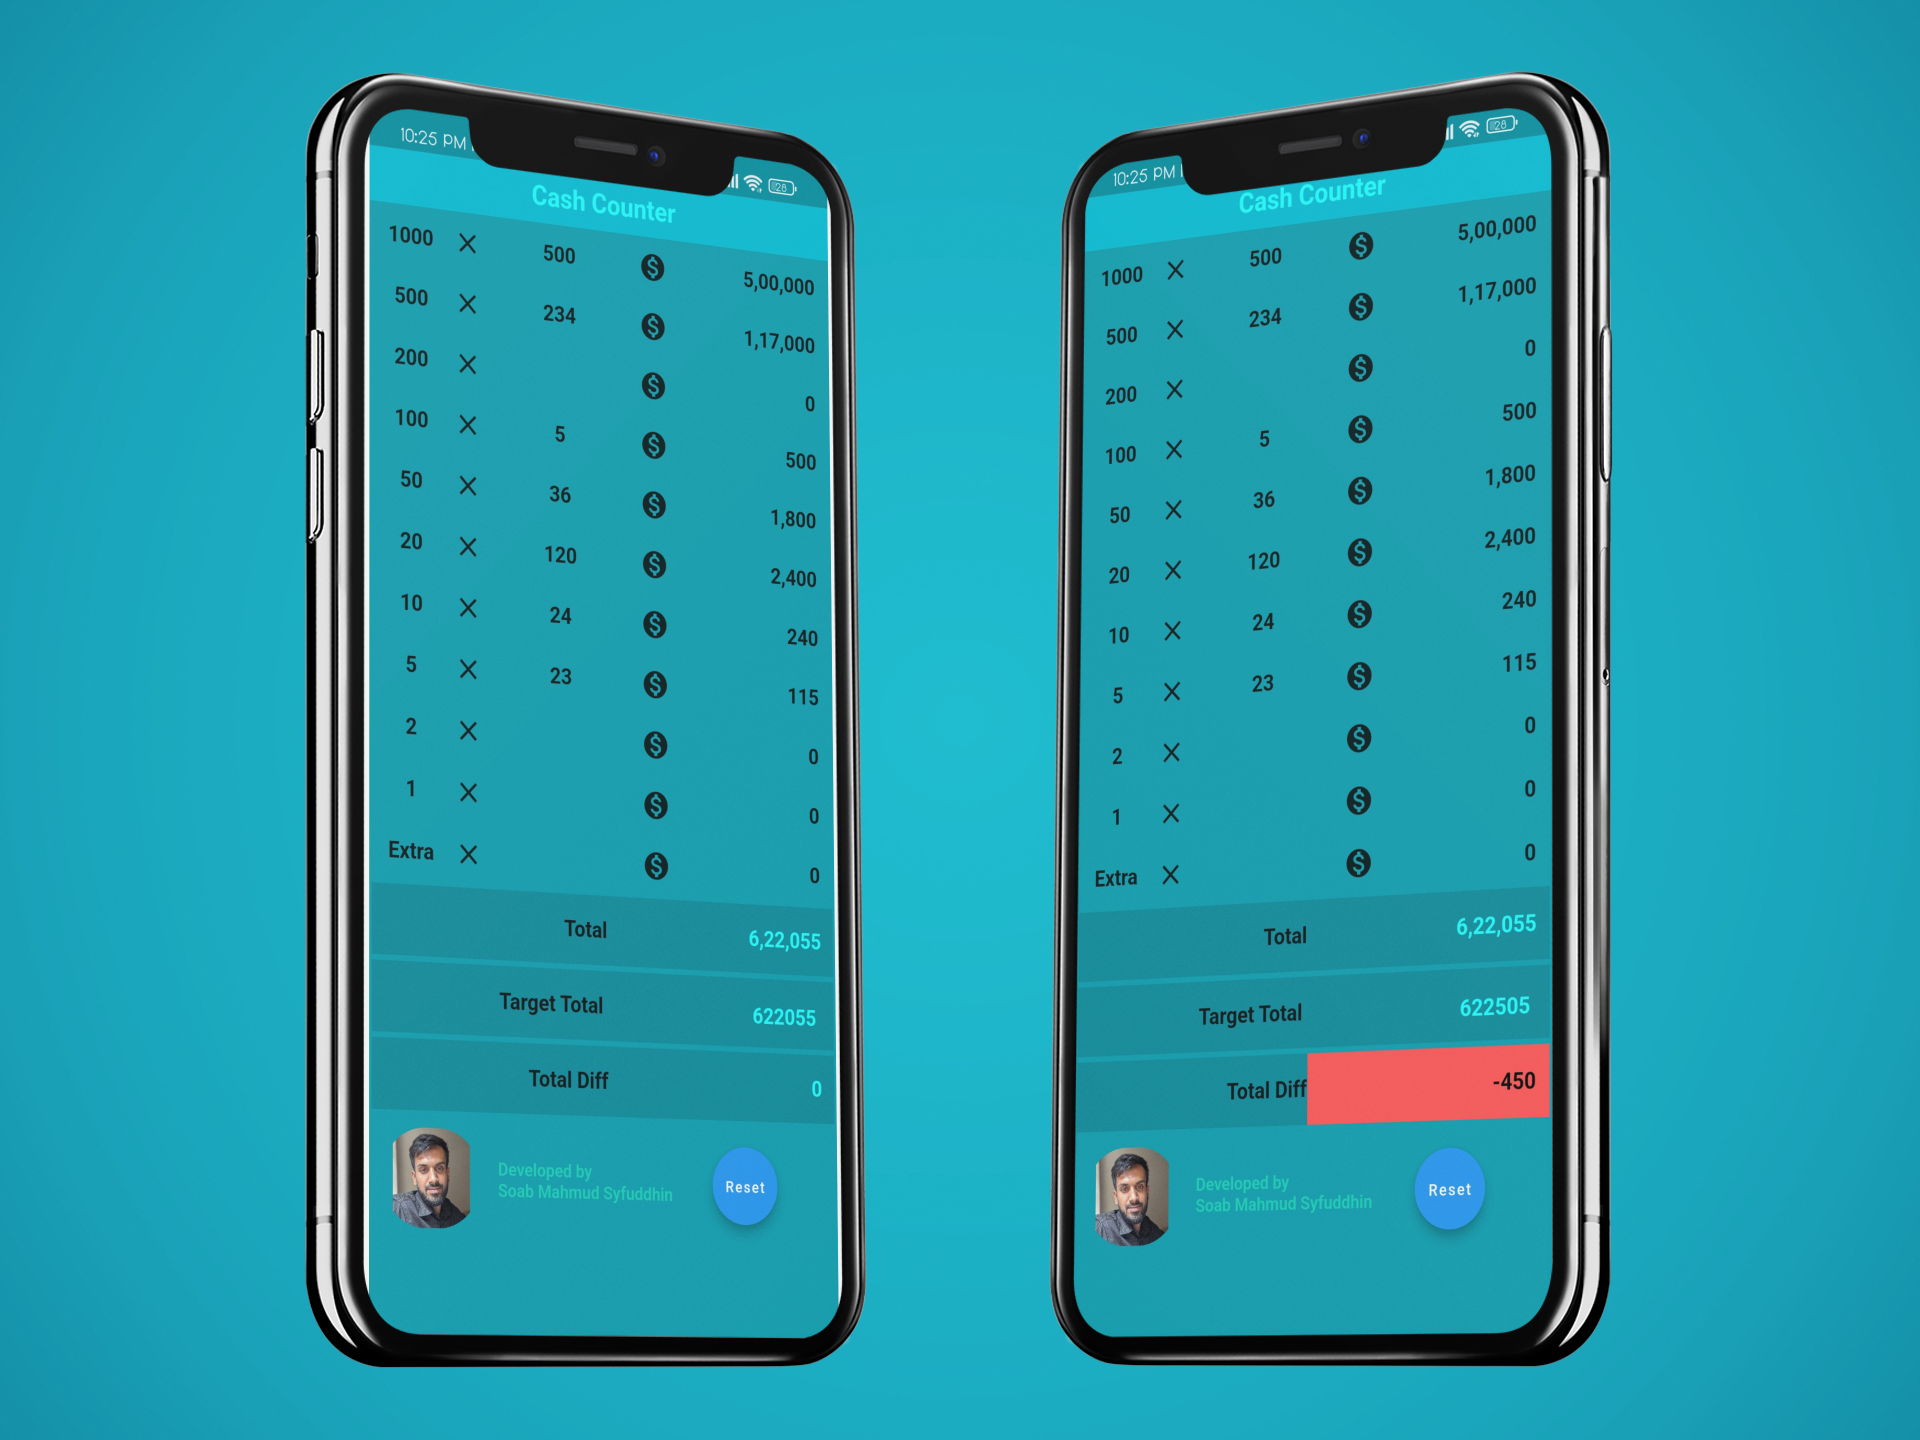 10:25 PM
28
Cash Counter
1000 × 500 $ 5,00,000
500 × 234 $ 1,17,000
200 × $ 0
100 × 5 $ 500
50 × 36 $ 1,800
20 × 120 $ 2,400
10 × 24 $ 240
5 × 23 $ 115
2 × $ 0
1 × $ 0
Extra × $ 0
Total 6,22,055
Target Total 622055
Total Diff 0
Developed by
Soab Mahmud Syfuddhin
Reset
10:25 PM
28
Cash Counter
1000 × 500 $ 5,00,000
500 × 234 $ 1,17,000
200 × $ 0
100 × 5 $ 500
50 × 36 $ 1,800
20 × 120 $ 2,400
10 × 24 $ 240
5 × 23 $ 115
2 × $ 0
1 × $ 0
Extra × $ 0
Total 6,22,055
Target Total 622505
Total Diff -450
Developed by
Soab Mahmud Syfuddhin
Reset